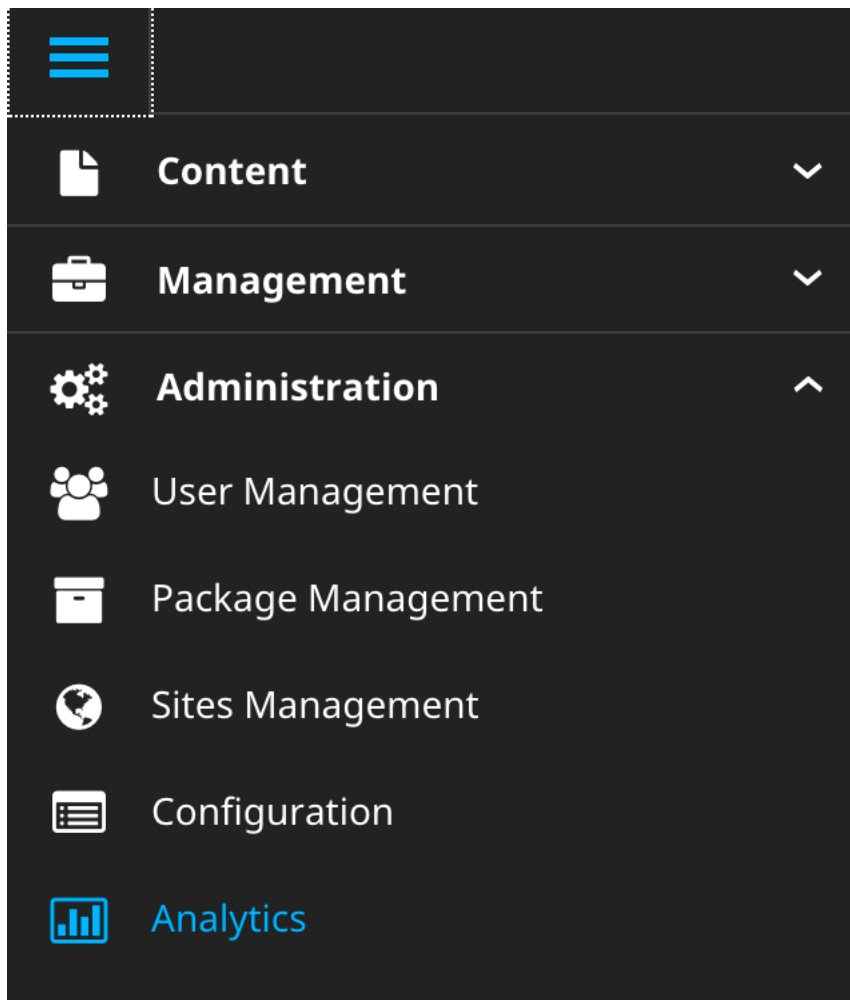 Content
Management
Administration
User Management
Package Management
Sites Management
Configuration
Analytics